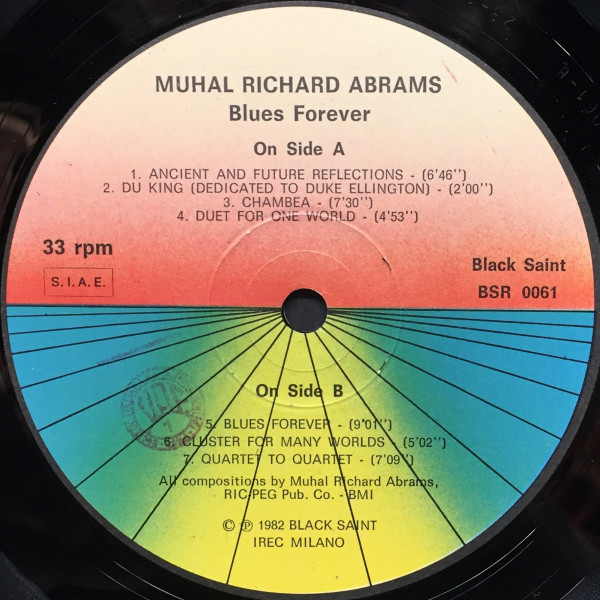 MUHAL RICHARD ABRAMS
Blues Forever
On Side A
1. ANCIENT AND FUTURE REFLECTIONS - (6'46'')
2. DU KING (DEDICATED TO DUKE ELLINGTON) - (2'00'')
3. CHAMBEA - (7'30'')
4. DUET FOR ONE WORLD - (4'53'')
33 rpm
S.I.A.E.
Black Saint
BSR 0061
On Side B
5. BLUES FOREVER - (9'01'')
6. CLUSTER FOR MANY WORLDS - (5'02'')
7. QUARTET TO QUARTET - (7'09'')
All compositions by Muhal Richard Abrams,
RIC-PEG Pub. Co. - BMI
© ℗ 1982 BLACK SAINT
IREC MILANO